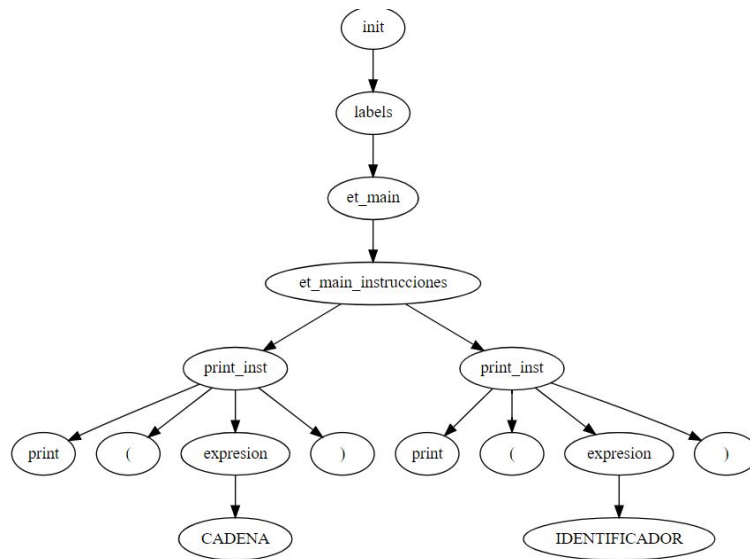 init
labels
et_main
et_main_instrucciones
print_inst print_inst
print ( expresion ) print ( expresion )
CADENA IDENTIFICADOR